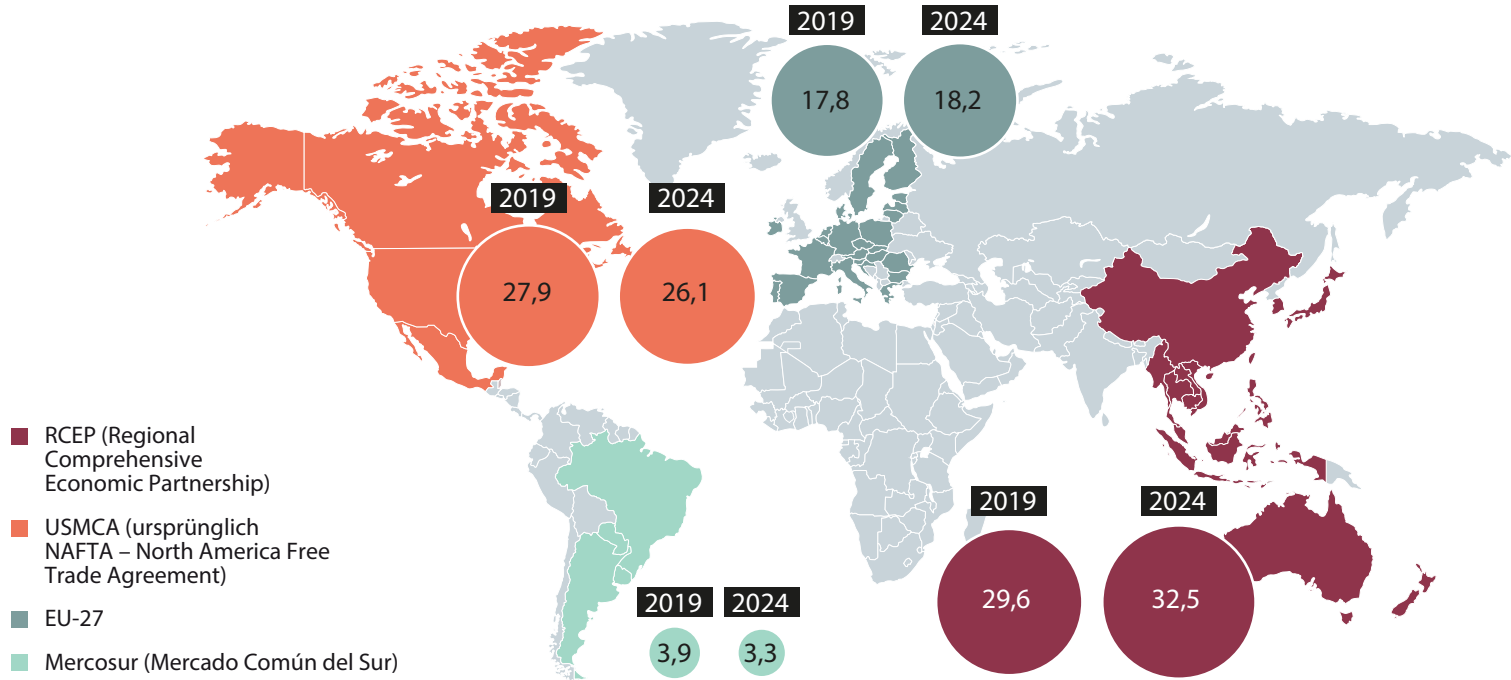 2019
2024
17,8
18,2
2019
2024
27,9
26,1
RCEP (Regional
Comprehensive
Economic Partnership)
USMCA (ursprünglich
NAFTA – North America Free
Trade Agreement)
EU-27
Mercosur (Mercado Común del Sur)
2019
2024
3,9
3,3
2019
2024
29,6
32,5